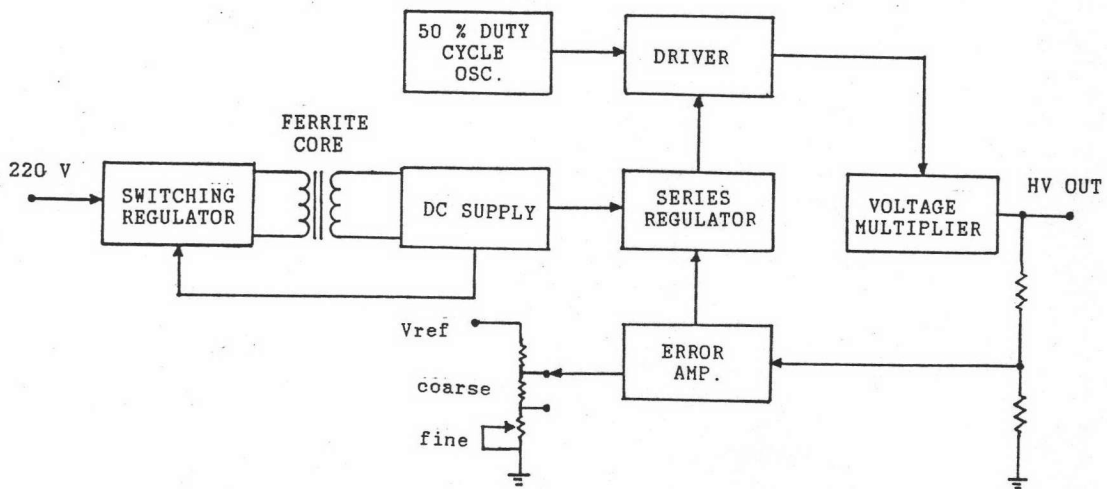 50 % DUTY
CYCLE
OSC.
DRIVER
FERRITE
CORE
220 V
SWITCHING
REGULATOR
DC SUPPLY
SERIES
REGULATOR
VOLTAGE
MULTIPLIER
HV OUT
Vref
ERROR
AMP.
coarse
fine